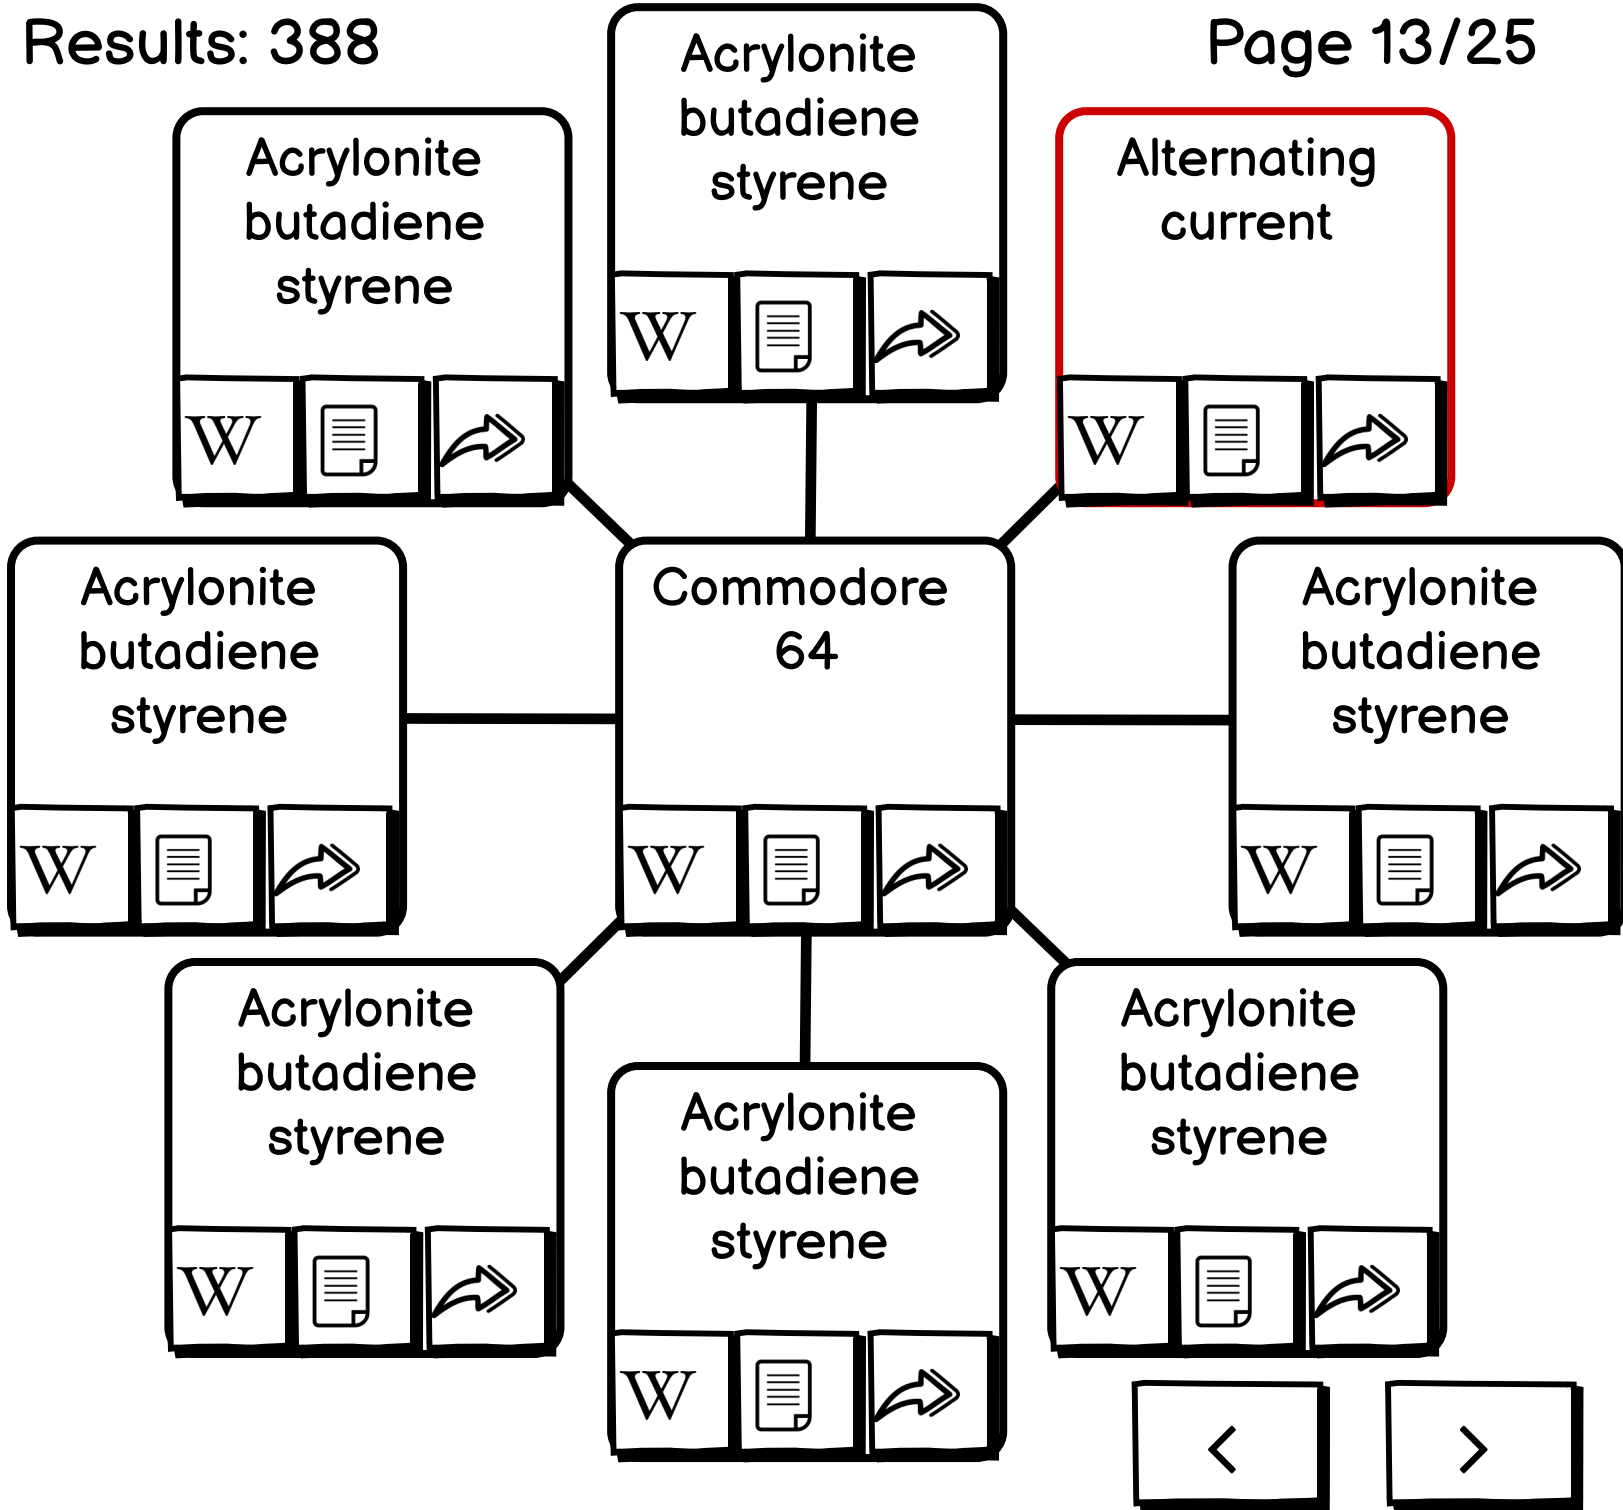 Results: 388
Page 13/25
Acrylonite
butadiene
styrene
W
Acrylonite
butadiene
styrene
W
Alternating
current
W
Acrylonite
butadiene
styrene
W
Commodore
64
W
Acrylonite
butadiene
styrene
W
Acrylonite
butadiene
styrene
W
Acrylonite
butadiene
styrene
W
Acrylonite
butadiene
styrene
W
< >